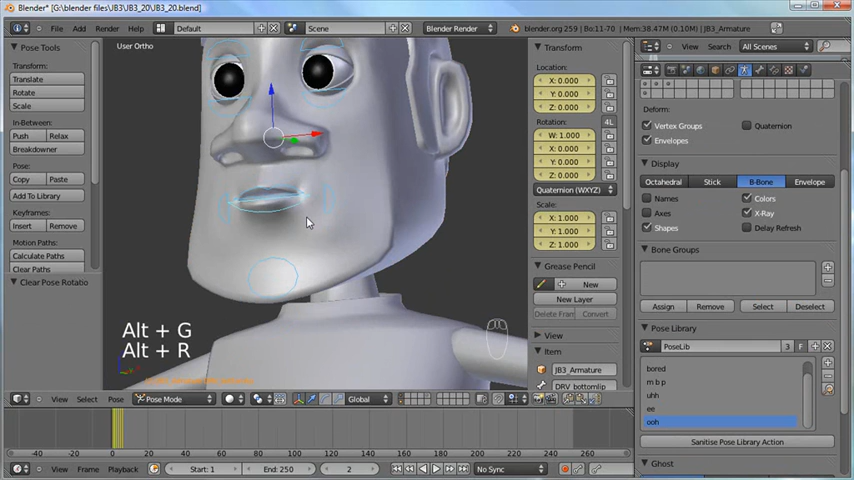 Blender* [G:\blender files\JB3\JB3_20\JB3_20.blend]
File Add Render Help Default Scene Blender Render blender.org 259 | Bo:11-70 | Mem:38.47M (0.10M) | JB3_Armature View Search All Scenes
Pose Tools
Transform:
Translate
Rotate
Scale
In-Between:
Push Relax
Breakdowner
Pose:
Copy Paste
Add To Library
Keyframes:
Insert Remove
Motion Paths:
Calculate Paths
Clear Paths
Clear Pose Rotatio
User Ortho
Alt + G
Alt + R
Transform
Location:
X: 0.000
Y: 0.000
Z: 0.000
Rotation: 4L
W: 1.000
X: 0.000
Y: 0.000
Z: 0.000
Quaternion (WXYZ)
Scale:
X: 1.000
Y: 1.000
Z: 1.000
Grease Pencil
New
New Layer
Delete Fram Convert
View
Item
JB3_Armature
DRV_bottomlip
Deform:
Vertex Groups Quaternion
Envelopes
Display
Octahedral Stick B-Bone Envelope
Names Colors
Axes X-Ray
Shapes Delay Refresh
Bone Groups
Assign Remove Select Deselect
Pose Library
PoseLib 3 F
bored
m b p
uhh
ee
ooh
Sanitise Pose Library Action
Ghost
View Select Pose Pose Mode Global
-40 -20 0 20 40 60 80 100 120 140 160 180 200 220 240 260
View Frame Playback Start: 1 End: 250 2 No Sync